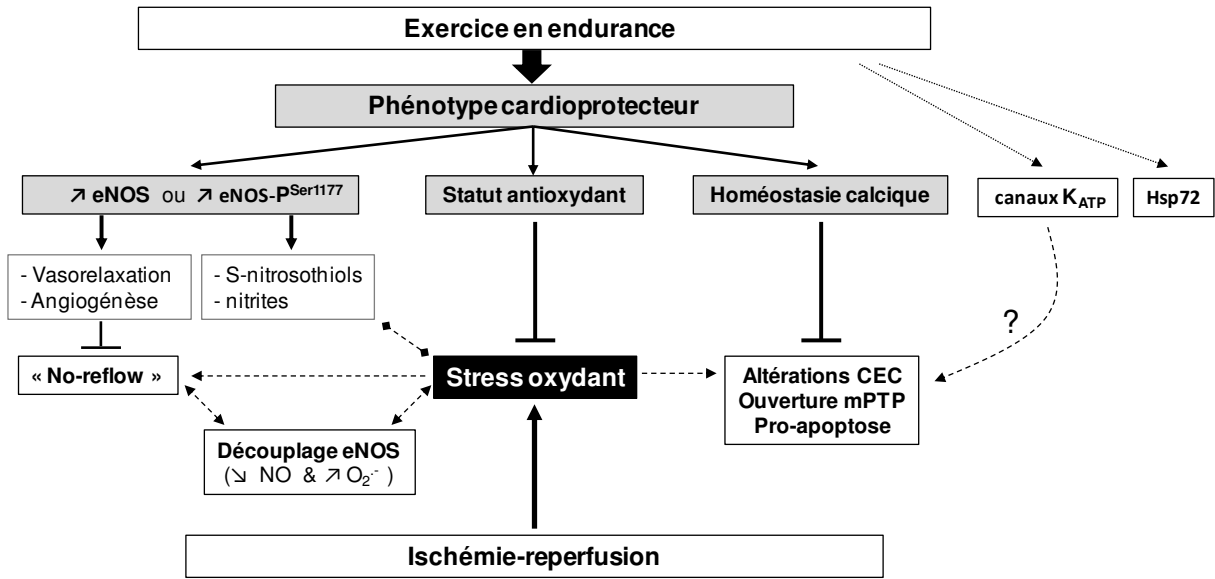 Exercice en endurance
Phénotype cardioprotecteur
↗ eNOS ou ↗ eNOS-P^Ser1177
Statut antioxydant
Homéostasie calcique
canaux K_ATP
Hsp72
- Vasorelaxation
- Angiogénèse
- S-nitrosothiols
- nitrites
?
« No-reflow »
Stress oxydant
Altérations CEC
Ouverture mPTP
Pro-apoptose
Découplage eNOS
(↘ NO & ↗ O₂·⁻ )
Ischémie-reperfusion